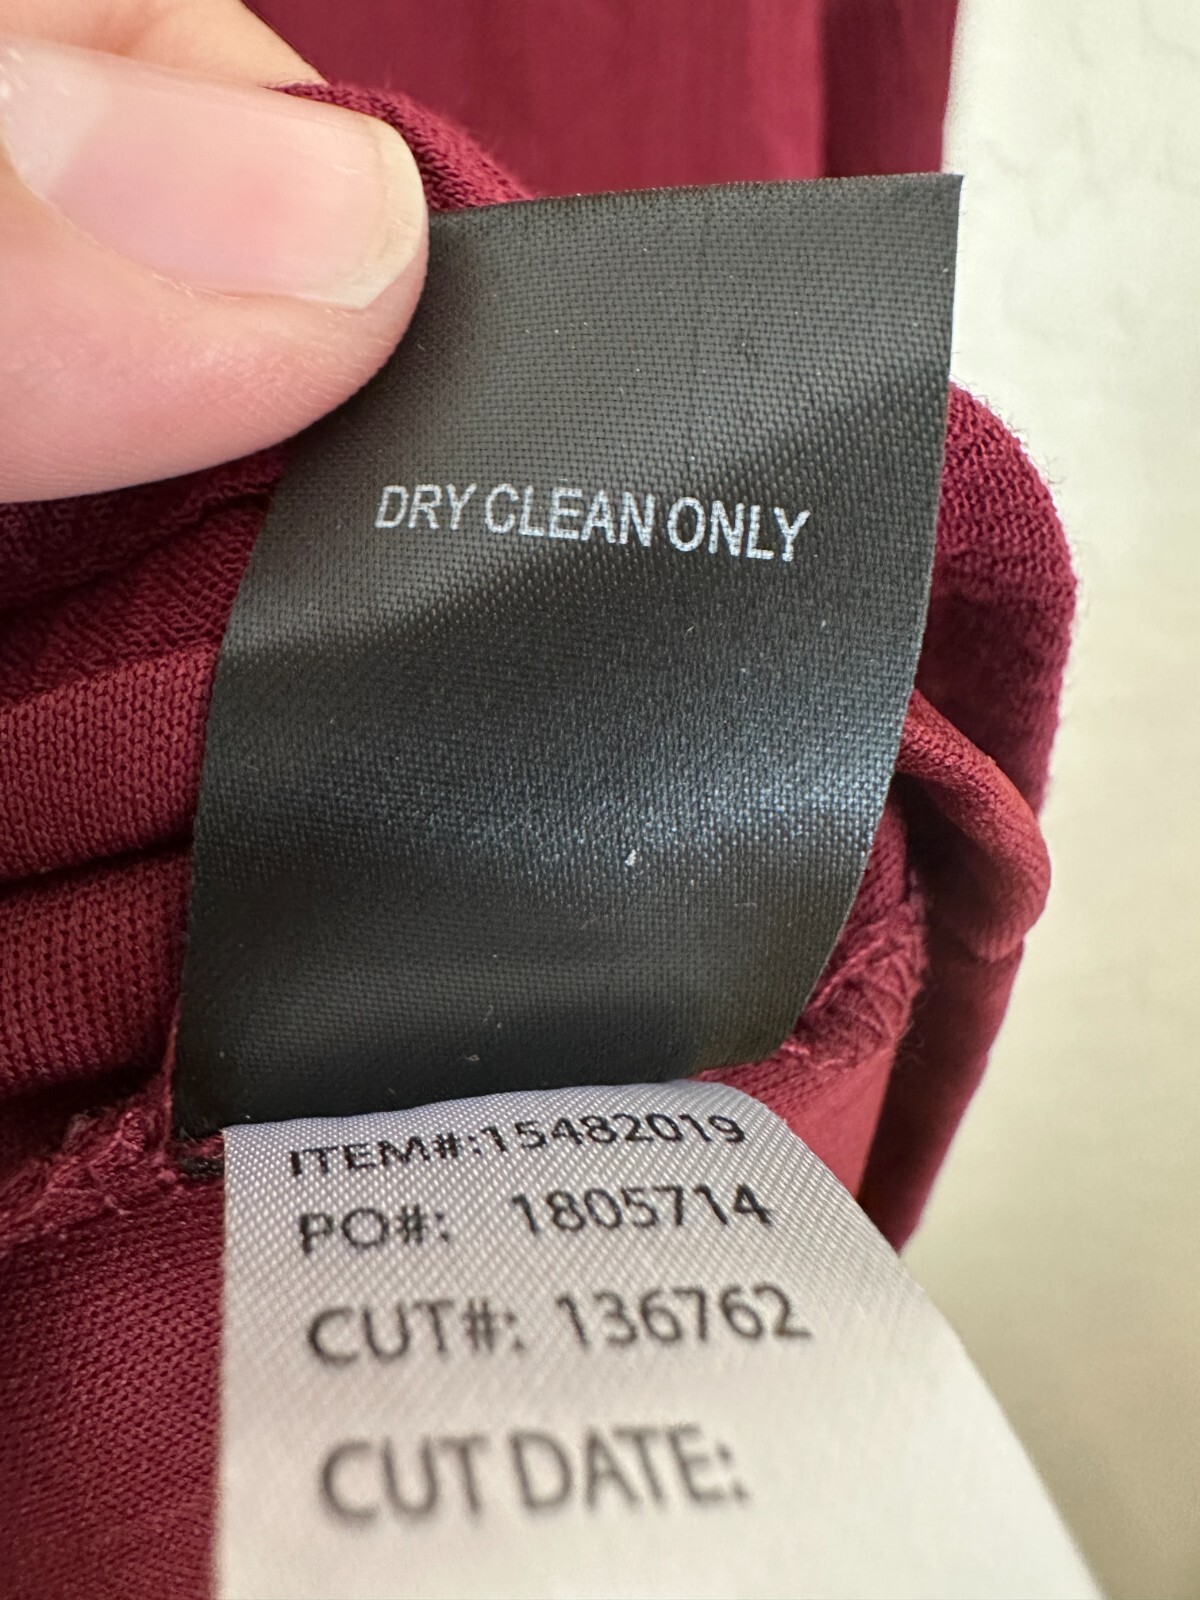 DRY CLEAN ONLY
ITEM#:15482019
PO#: 1805714
CUT#: 136762
CUT DATE: